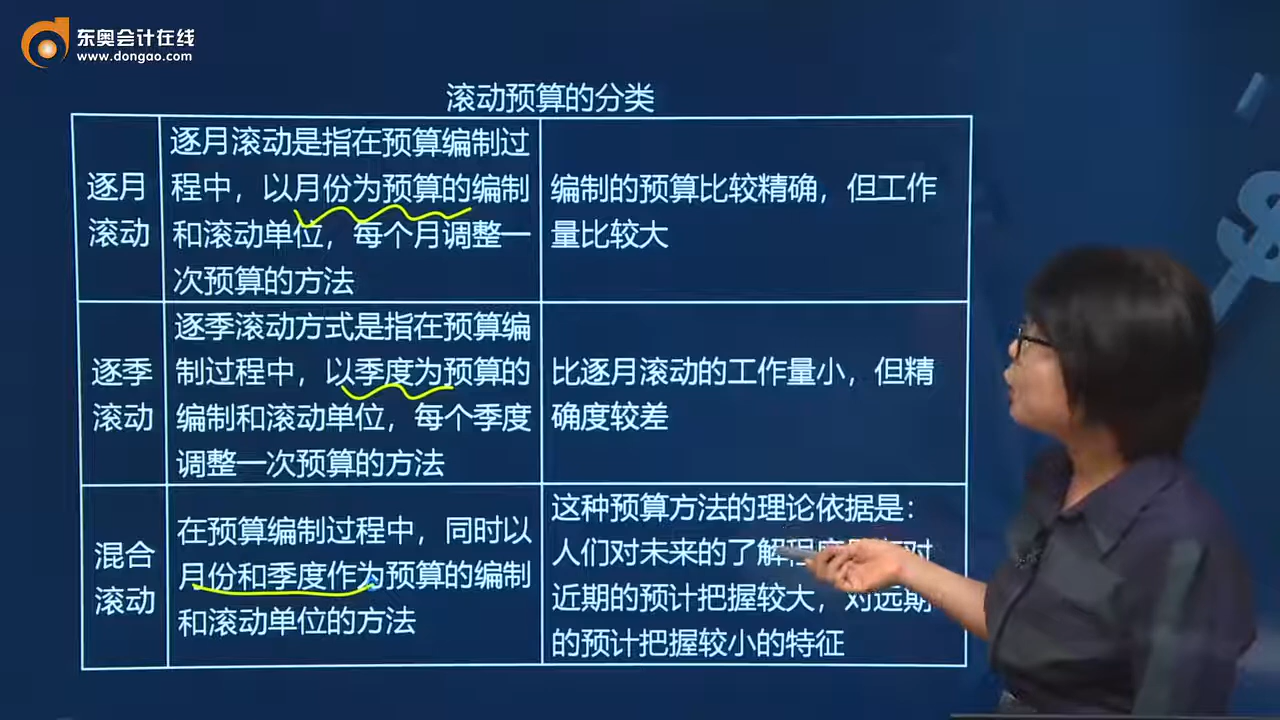 东奥会计在线
www.dongao.com
滚动预算的分类
逐月
滚动
逐月滚动是指在预算编制过
程中，以月份为预算的编制
和滚动单位，每个月调整一
次预算的方法
编制的预算比较精确，但工作
量比较大
逐季
滚动
逐季滚动方式是指在预算编
制过程中，以季度为预算的
编制和滚动单位，每个季度
调整一次预算的方法
比逐月滚动的工作量小，但精
确度较差
混合
滚动
在预算编制过程中，同时以
月份和季度作为预算的编制
和滚动单位的方法
这种预算方法的理论依据是：
人们对未来的了解程度具有对
近期的预计把握较大，对远期
的预计把握较小的特征